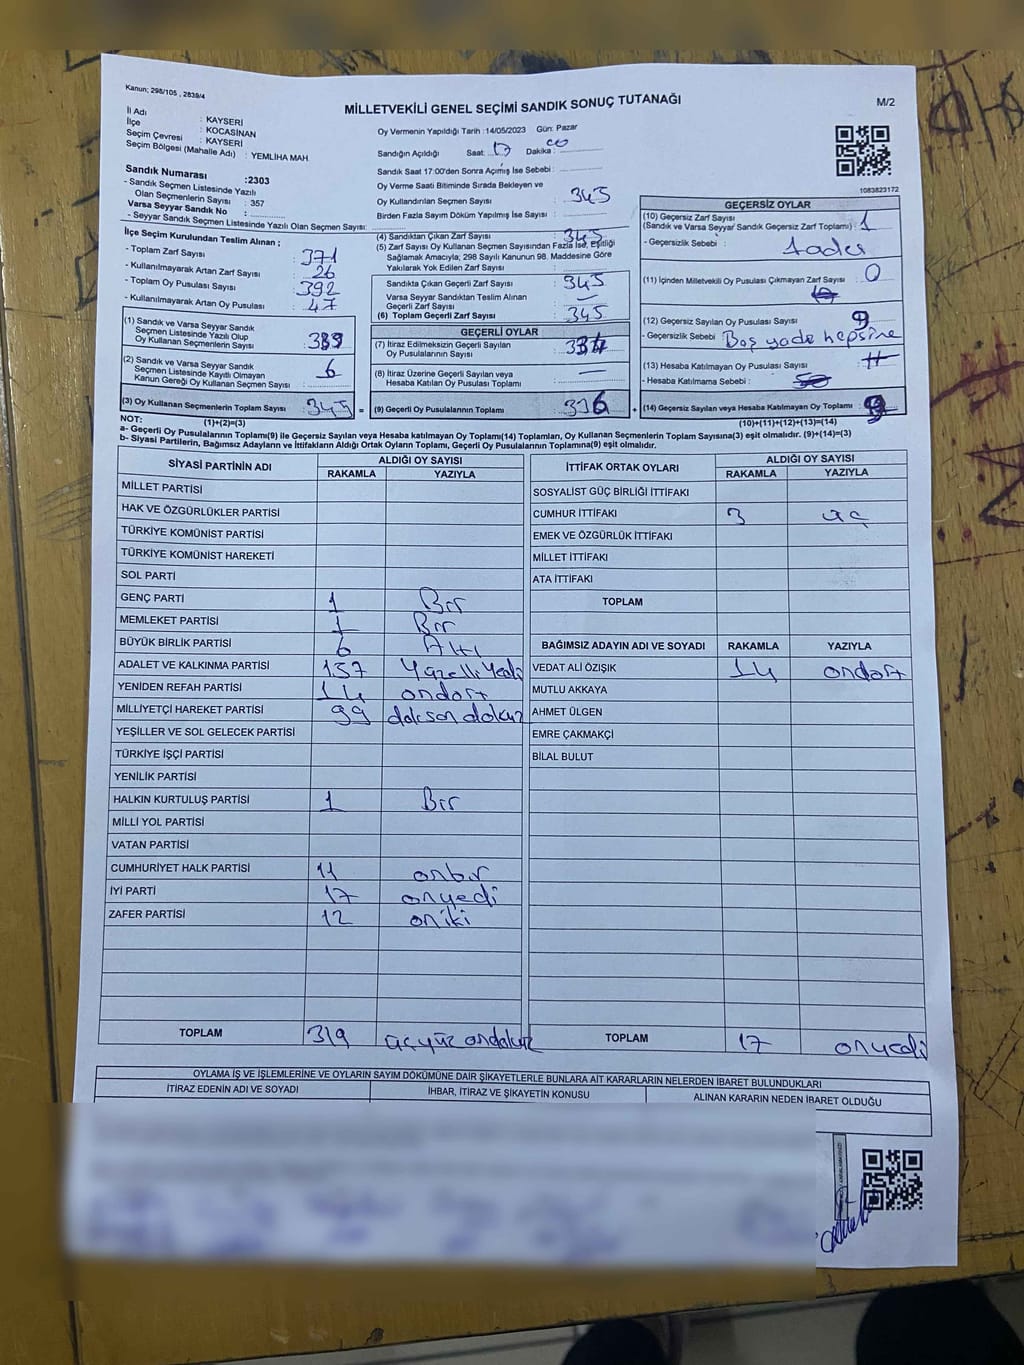 Kanun; 298/105 , 2839/4
MİLLETVEKİLİ GENEL SEÇİMİ SANDIK SONUÇ TUTANAĞI
M/2
İl Adı : KAYSERİ
İlçe : KOCASİNAN
Seçim Çevresi : KAYSERİ
Seçim Bölgesi (Mahalle Adı) : YEMLİHA MAH.
Sandık Numarası :2303
- Sandık Seçmen Listesinde Yazılı
Olan Seçmenlerin Sayısı : 357
Varsa Seyyar Sandık No :
- Seyyar Sandık Seçmen Listesinde Yazılı Olan Seçmen Sayısı:
Oy Vermenin Yapıldığı Tarih :14/05/2023 Gün: Pazar
Sandığın Açıldığı Saat: 17 Dakika: 00
Sandık Saat 17:00'den Sonra Açımış İse Sebebi :
Oy Verme Saati Bitiminde Sırada Bekleyen ve
Oy Kullandırılan Seçmen Sayısı : 345
Birden Fazla Sayım Döküm Yapılmış İse Sayısı :
1083823172
İlçe Seçim Kurulundan Teslim Alınan ;
- Toplam Zarf Sayısı : 371
- Kullanılmayarak Artan Zarf Sayısı : 26
- Toplam Oy Pusulası Sayısı : 392
- Kullanılmayarak Artan Oy Pusulası : 47
(1) Sandık ve Varsa Seyyar Sandık
Seçmen Listesinde Yazılı Olup
Oy Kullanan Seçmenlerin Sayısı : 339
(2) Sandık ve Varsa Seyyar Sandık
Seçmen Listesinde Kayıtlı Olmayan
Kanun Gereği Oy Kullanan Seçmen Sayısı : 6
(3) Oy Kullanan Seçmenlerin Toplam Sayısı : 345
(1)+(2)=(3)
(4) Sandıktan Çıkan Zarf Sayısı : 345
(5) Zarf Sayısı Oy Kullanan Seçmen Sayısından Fazla İse, Eşitliği
Sağlamak Amacıyla; 298 Sayılı Kanunun 98. Maddesine Göre
Yakılarak Yok Edilen Zarf Sayısı :
Sandıkta Çıkan Geçerli Zarf Sayısı : 345
Varsa Seyyar Sandıktan Teslim Alınan
Geçerli Zarf Sayısı : —
(6) Toplam Geçerli Zarf Sayısı : 345
GEÇERLİ OYLAR
(7) İtiraz Edilmeksizin Geçerli Sayılan
Oy Pusulalarının Sayısı :
(8) İtiraz Üzerine Geçerli Sayılan veya
Hesaba Katılan Oy Pusulası Toplamı : —
= (9) Geçerli Oy Pusulalarının Toplamı : +
GEÇERSİZ OYLAR
(10) Geçersiz Zarf Sayısı
(Sandık ve Varsa Seyyar Sandık Geçersiz Zarf Toplamı) : 1
- Geçersizlik Sebebi :
(11) İçinden Milletvekili Oy Pusulası Çıkmayan Zarf Sayısı : 0
(12) Geçersiz Sayılan Oy Pusulası Sayısı : 9
- Geçersizlik Sebebi : Boş yada hepsine
(13) Hesaba Katılmayan Oy Pusulası Sayısı :
- Hesaba Katılmama Sebebi :
(14) Geçersiz Sayılan veya Hesaba Katılmayan Oy Toplamı : 9
(10)+(11)+(12)+(13)=(14)
NOT:
a- Geçerli Oy Pusulalarının Toplamı(9) ile Geçersiz Sayılan veya Hesaba katılmayan Oy Toplamı(14) Toplamları, Oy Kullanan Seçmenlerin Toplam Sayısına(3) eşit olmalıdır. (9)+(14)=(3)
b- Siyasi Partilerin, Bağımsız Adayların ve İttifakların Aldığı Ortak Oyların Toplamı, Geçerli Oy Pusulalarının Toplamına(9) eşit olmalıdır.
SİYASİ PARTİNİN ADI ALDIĞI OY SAYISI
RAKAMLA YAZIYLA
MİLLET PARTİSİ
HAK VE ÖZGÜRLÜKLER PARTİSİ
TÜRKİYE KOMÜNİST PARTİSİ
TÜRKİYE KOMÜNİST HAREKETİ
SOL PARTİ
GENÇ PARTİ 1 Bir
MEMLEKET PARTİSİ 1 Bir
BÜYÜK BİRLİK PARTİSİ 6 Altı
ADALET VE KALKINMA PARTİSİ 157 Yüzelli Yedi
YENİDEN REFAH PARTİSİ 14 ondört
MİLLİYETÇİ HAREKET PARTİSİ 99 doksan dokuz
YEŞİLLER VE SOL GELECEK PARTİSİ
TÜRKİYE İŞÇİ PARTİSİ
YENİLİK PARTİSİ
HALKIN KURTULUŞ PARTİSİ 1 Bir
MİLLİ YOL PARTİSİ
VATAN PARTİSİ
CUMHURİYET HALK PARTİSİ 11 onbir
İYİ PARTİ 17 onyedi
ZAFER PARTİSİ 12 oniki
TOPLAM 319 üçyüz ondokuz
İTTİFAK ORTAK OYLARI ALDIĞI OY SAYISI
RAKAMLA YAZIYLA
SOSYALİST GÜÇ BİRLİĞİ İTTİFAKI
CUMHUR İTTİFAKI 3 üç
EMEK VE ÖZGÜRLÜK İTTİFAKI
MİLLET İTTİFAKI
ATA İTTİFAKI
TOPLAM
BAĞIMSIZ ADAYIN ADI VE SOYADI RAKAMLA YAZIYLA
VEDAT ALİ ÖZIŞIK 14 ondört
MUTLU AKKAYA
AHMET ÜLGEN
EMRE ÇAKMAKÇİ
BİLAL BULUT
TOPLAM 17 onyedi
OYLAMA İŞ VE İŞLEMLERİNE VE OYLARIN SAYIM DÖKÜMÜNE DAİR ŞİKAYETLERLE BUNLARA AİT KARARLARIN NELERDEN İBARET BULUNDUKLARI
İTİRAZ EDENİN ADI VE SOYADI İHBAR, İTİRAZ VE ŞİKAYETİN KONUSU ALINAN KARARIN NEDEN İBARET OLDUĞU